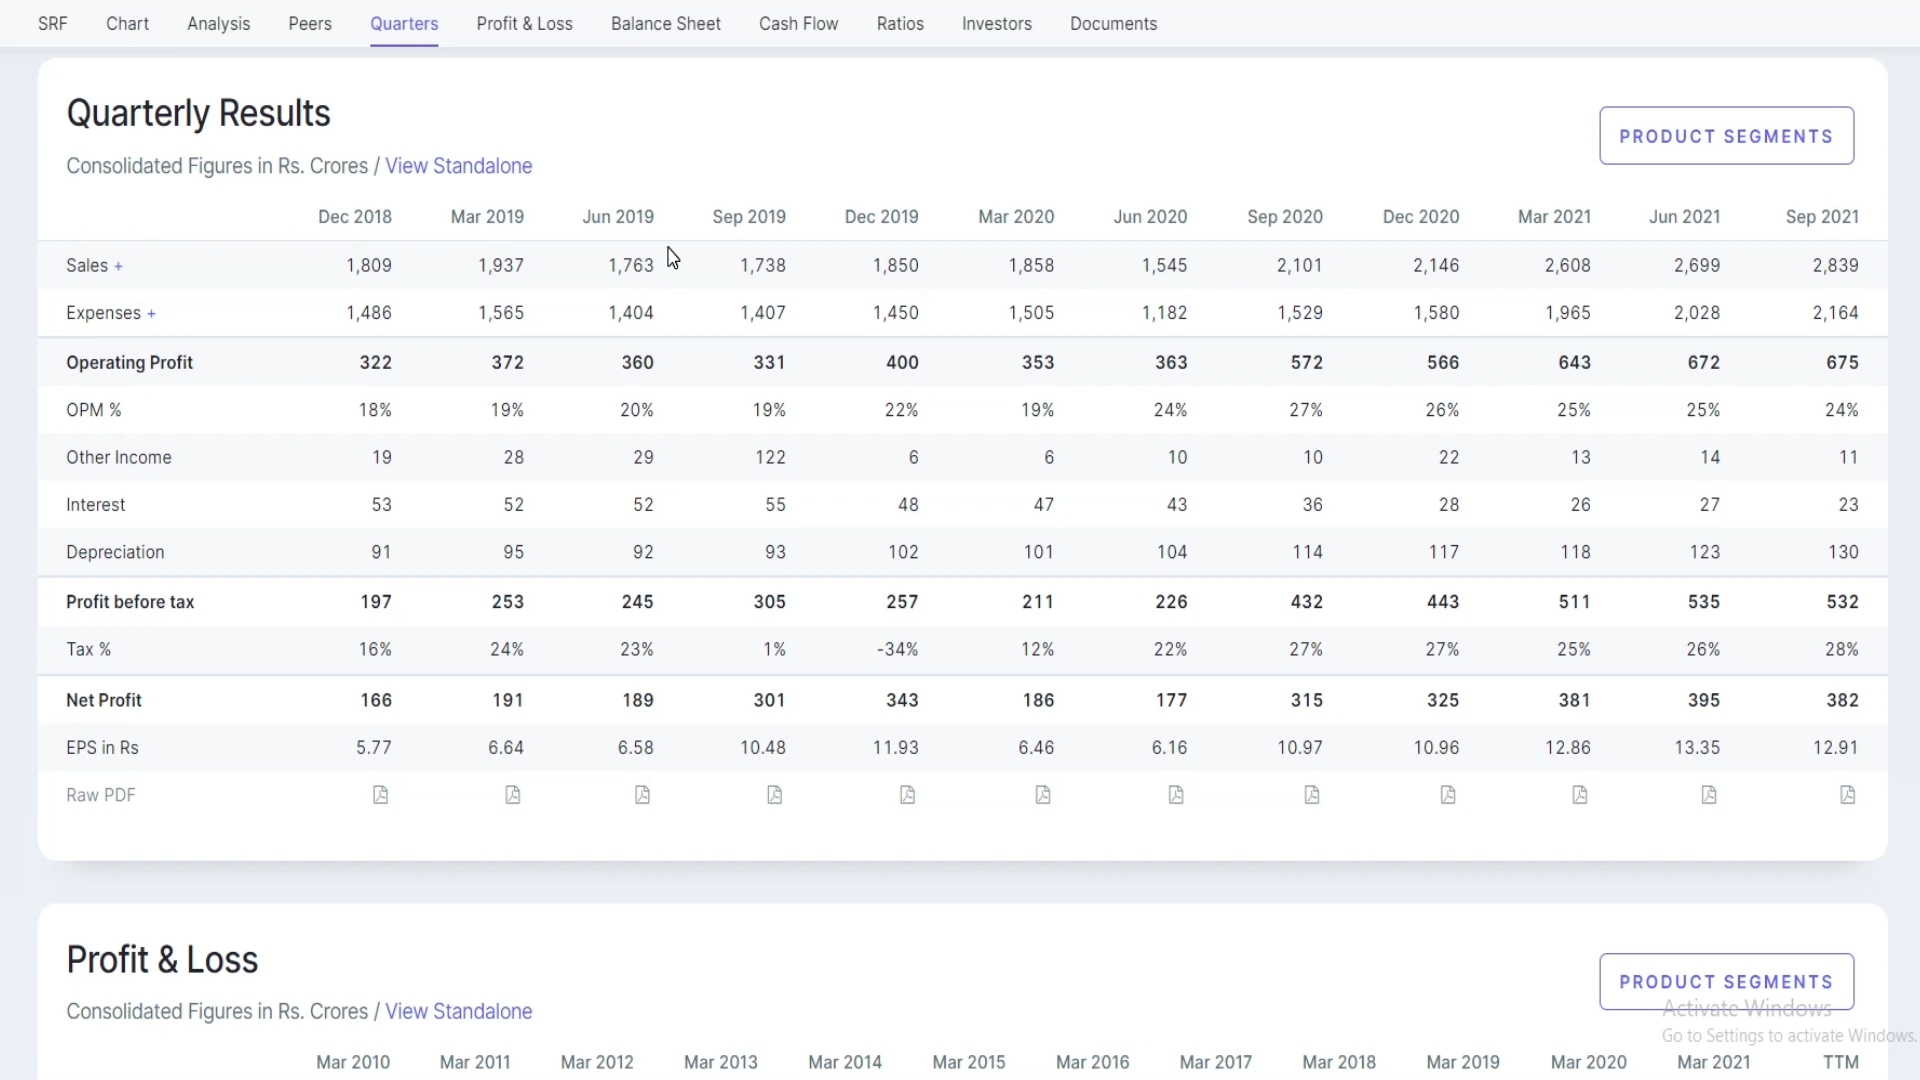 SRF Chart Analysis Peers Quarters Profit & Loss Balance Sheet Cash Flow Ratios Investors Documents
Quarterly Results
PRODUCT SEGMENTS
Consolidated Figures in Rs. Crores / View Standalone
Dec 2018 Mar 2019 Jun 2019 Sep 2019 Dec 2019 Mar 2020 Jun 2020 Sep 2020 Dec 2020 Mar 2021 Jun 2021 Sep 2021
Sales + 1,809 1,937 1,763 1,738 1,850 1,858 1,545 2,101 2,146 2,608 2,699 2,839
Expenses + 1,486 1,565 1,404 1,407 1,450 1,505 1,182 1,529 1,580 1,965 2,028 2,164
Operating Profit 322 372 360 331 400 353 363 572 566 643 672 675
OPM % 18% 19% 20% 19% 22% 19% 24% 27% 26% 25% 25% 24%
Other Income 19 28 29 122 6 6 10 10 22 13 14 11
Interest 53 52 52 55 48 47 43 36 28 26 27 23
Depreciation 91 95 92 93 102 101 104 114 117 118 123 130
Profit before tax 197 253 245 305 257 211 226 432 443 511 535 532
Tax % 16% 24% 23% 1% -34% 12% 22% 27% 27% 25% 26% 28%
Net Profit 166 191 189 301 343 186 177 315 325 381 395 382
EPS in Rs 5.77 6.64 6.58 10.48 11.93 6.46 6.16 10.97 10.96 12.86 13.35 12.91
Raw PDF
Profit & Loss
PRODUCT SEGMENTS
Consolidated Figures in Rs. Crores / View Standalone
Activate Windows
Go to Settings to activate Windows.
Mar 2010 Mar 2011 Mar 2012 Mar 2013 Mar 2014 Mar 2015 Mar 2016 Mar 2017 Mar 2018 Mar 2019 Mar 2020 Mar 2021 TTM